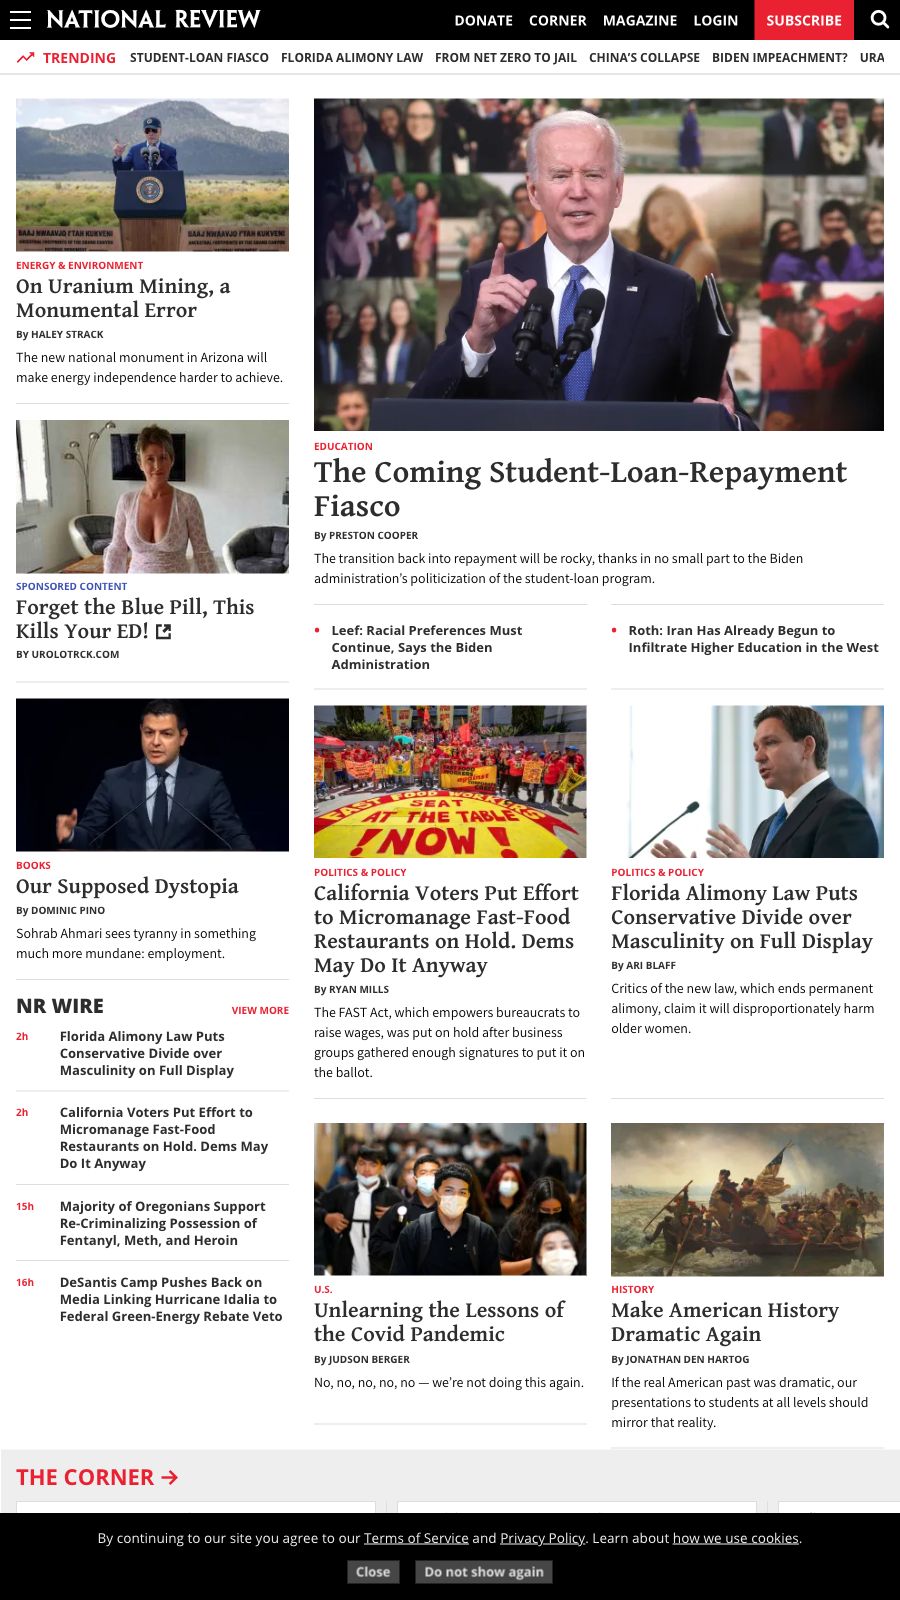 NATIONAL REVIEW
DONATE CORNER MAGAZINE LOGIN SUBSCRIBE
TRENDING STUDENT-LOAN FIASCO FLORIDA ALIMONY LAW FROM NET ZERO TO JAIL CHINA'S COLLAPSE BIDEN IMPEACHMENT? URA
BAAJ NWAAVJO I'TAH KUKVENI
ANCESTRAL FOOTPRINTS OF THE GRAND CANYON
ENERGY & ENVIRONMENT
On Uranium Mining, a
Monumental Error
By HALEY STRACK
The new national monument in Arizona will
make energy independence harder to achieve.
SPONSORED CONTENT
Forget the Blue Pill, This
Kills Your ED!
BY UROLOTRCK.COM
BOOKS
Our Supposed Dystopia
By DOMINIC PINO
Sohrab Ahmari sees tyranny in something
much more mundane: employment.
NR WIRE
VIEW MORE
2h
Florida Alimony Law Puts
Conservative Divide over
Masculinity on Full Display
2h
California Voters Put Effort to
Micromanage Fast-Food
Restaurants on Hold. Dems May
Do It Anyway
15h
Majority of Oregonians Support
Re-Criminalizing Possession of
Fentanyl, Meth, and Heroin
16h
DeSantis Camp Pushes Back on
Media Linking Hurricane Idalia to
Federal Green-Energy Rebate Veto
EDUCATION
The Coming Student-Loan-Repayment
Fiasco
By PRESTON COOPER
The transition back into repayment will be rocky, thanks in no small part to the Biden
administration's politicization of the student-loan program.
Leef: Racial Preferences Must
Continue, Says the Biden
Administration
Roth: Iran Has Already Begun to
Infiltrate Higher Education in the West
FAST FOOD
WORKERS
against
FAST FOOD WORKERS
SEAT
AT THE TABLE
NOW!
POLITICS & POLICY
California Voters Put Effort
to Micromanage Fast-Food
Restaurants on Hold. Dems
May Do It Anyway
By RYAN MILLS
The FAST Act, which empowers bureaucrats to
raise wages, was put on hold after business
groups gathered enough signatures to put it on
the ballot.
POLITICS & POLICY
Florida Alimony Law Puts
Conservative Divide over
Masculinity on Full Display
By ARI BLAFF
Critics of the new law, which ends permanent
alimony, claim it will disproportionately harm
older women.
U.S.
Unlearning the Lessons of
the Covid Pandemic
By JUDSON BERGER
No, no, no, no, no — we're not doing this again.
HISTORY
Make American History
Dramatic Again
By JONATHAN DEN HARTOG
If the real American past was dramatic, our
presentations to students at all levels should
mirror that reality.
THE CORNER →
By continuing to our site you agree to our Terms of Service and Privacy Policy. Learn about how we use cookies.
Close Do not show again